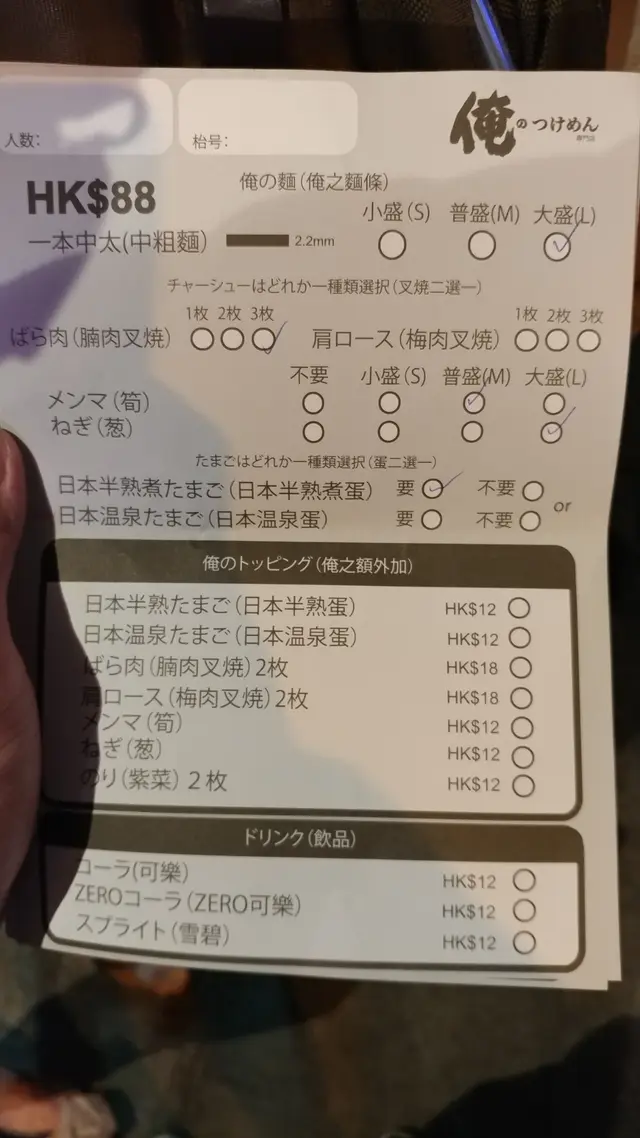 人数：
枱号：
俺のつけめん
専門店
HK$88
俺の麺（俺之麵條）
小盛（S） 普盛（M） 大盛（L）
一本中太(中粗麵) 2.2mm
チャーシューはどれか一種類選択（叉焼二選一）
1枚 2枚 3枚 1枚 2枚 3枚
ばら肉（腩肉叉焼） 肩ロース（梅肉叉焼）
不要 小盛（S） 普盛(M) 大盛(L)
メンマ（筍）
ねぎ（葱）
たまごはどれか一種類選択（蛋二選一）
日本半熟煮たまご（日本半熟煮蛋） 要 不要
or
日本温泉たまご（日本温泉蛋） 要 不要
俺のトッピング（俺之額外加）
日本半熟たまご（日本半熟蛋） HK$12
日本温泉たまご（日本温泉蛋） HK$12
ばら肉（腩肉叉焼）2枚 HK$18
肩ロース（梅肉叉焼）2枚 HK$18
メンマ（筍） HK$12
ねぎ（葱） HK$12
のり（紫菜）２枚 HK$12
ドリンク（飲品）
コーラ(可樂) HK$12
ZEROコーラ（ZERO可樂） HK$12
スプライト（雪碧） HK$12